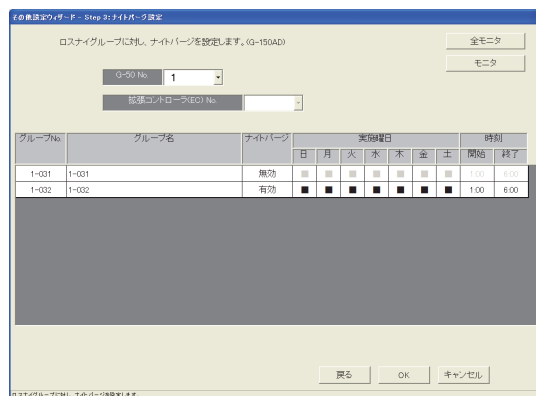 その他設定ウィザード - Step 3:ナイトパージ設定
ロスナイグループに対し、ナイトパージを設定します。(G-150AD)
全モニタ
モニタ
G-50 No. 1
拡張コントローラ(EC) No.
グループNo. グループ名 ナイトパージ 実施曜日 時刻
日 月 火 水 木 金 土 開始 終了
1-031 1-031 無効 ■ ■ ■ ■ ■ ■ ■ 1:00 6:00
1-032 1-032 有効 ■ ■ ■ ■ ■ ■ ■ 1:00 6:00
戻る OK キャンセル
ロスナイグループに対し、ナイトパージを設定します。